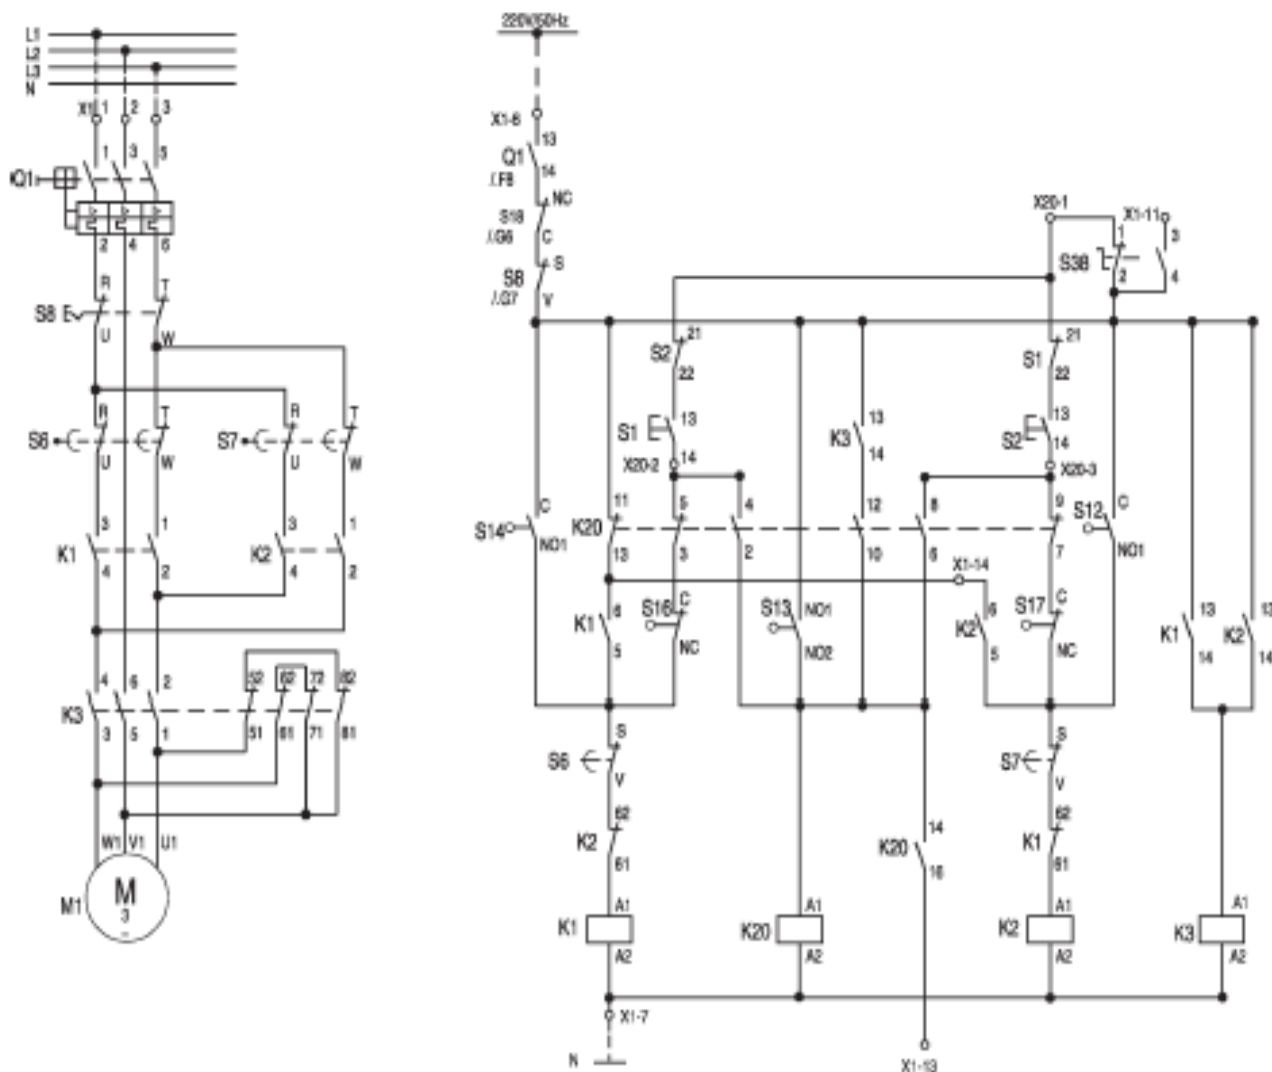 L1
L2
L3
N
X1 1 2 3
1 3 5
Q1
2 4 6
R T
S8 E
U W
R T R T
S6 S7
U W U W
3 1 3 1
K1 K2
4 2 4 2
4 6 2 52 62 72 82
K3
3 5 1 51 61 71 81
W1 V1 U1
M1 M
3
~
220V/50Hz
X1-6
13
Q1
14
/.F8
NC
S18
/.G6 C
S
S8
/.G7 V
X20-1 X1-11
1 3
S38
2 4
21 21
S2 S1
22 22
13 13 13
S1 K3 S2
14 14 14
X20-2 X20-3
C 11 5 4 12 8 9 C
S14 K20 S12
NO1 13 3 2 10 6 7 NO1
X1-14
6 C NO1 6 C 13 13
K1 S16 S13 K2 S17 K1 K2
5 NC NO2 5 NC 14 14
S S
S6 S7
V V
62 14 62
K2 K20 K1
61 16 61
A1 A1 A1 A1
K1 K20 K2 K3
A2 A2 A2 A2
X1-7
N
X1-13